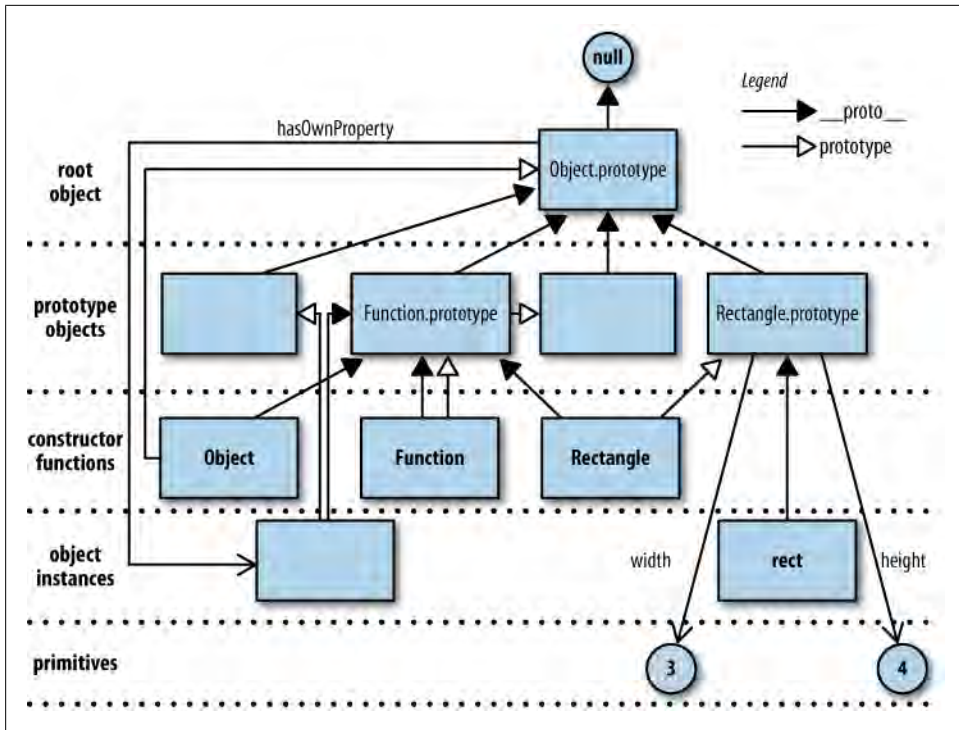 null
Legend
__proto__
prototype
hasOwnProperty
root
object
Object.prototype
prototype
objects
Function.prototype
Rectangle.prototype
constructor
functions
Object
Function
Rectangle
object
instances
width
rect
height
primitives
3
4